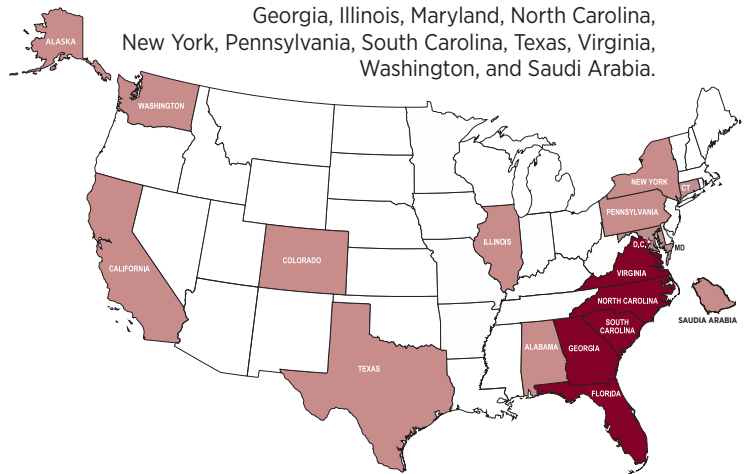 Georgia, Illinois, Maryland, North Carolina,
New York, Pennsylvania, South Carolina, Texas, Virginia,
Washington, and Saudi Arabia.
ALASKA
WASHINGTON
NEW YORK
CT
PENNSYLVANIA
ILLINOIS
D,C,
MD
COLORADO
CALIFORNIA
VIRGINIA
NORTH CAROLINA
SOUTH
CAROLINA
SAUDIA ARABIA
ALABAMA
GEORGIA
TEXAS
FLORIDA